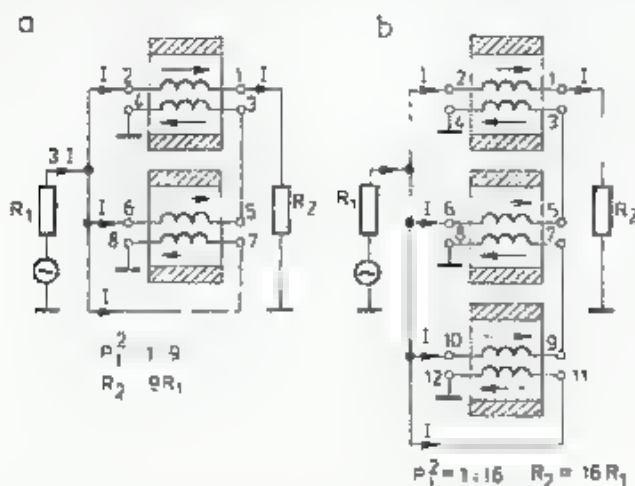 a
I 2 1 I
4 3
3 I
R₁
I 6 5
8 7
R₂
I
p₁² 1 9
R₂ 9R₁
b
I 2 1 I
4 3
R₁
I 6 5
8 7
R₂
I 10 9
12 11
I
p₁² = 1:16 R₂ = 16 R₁